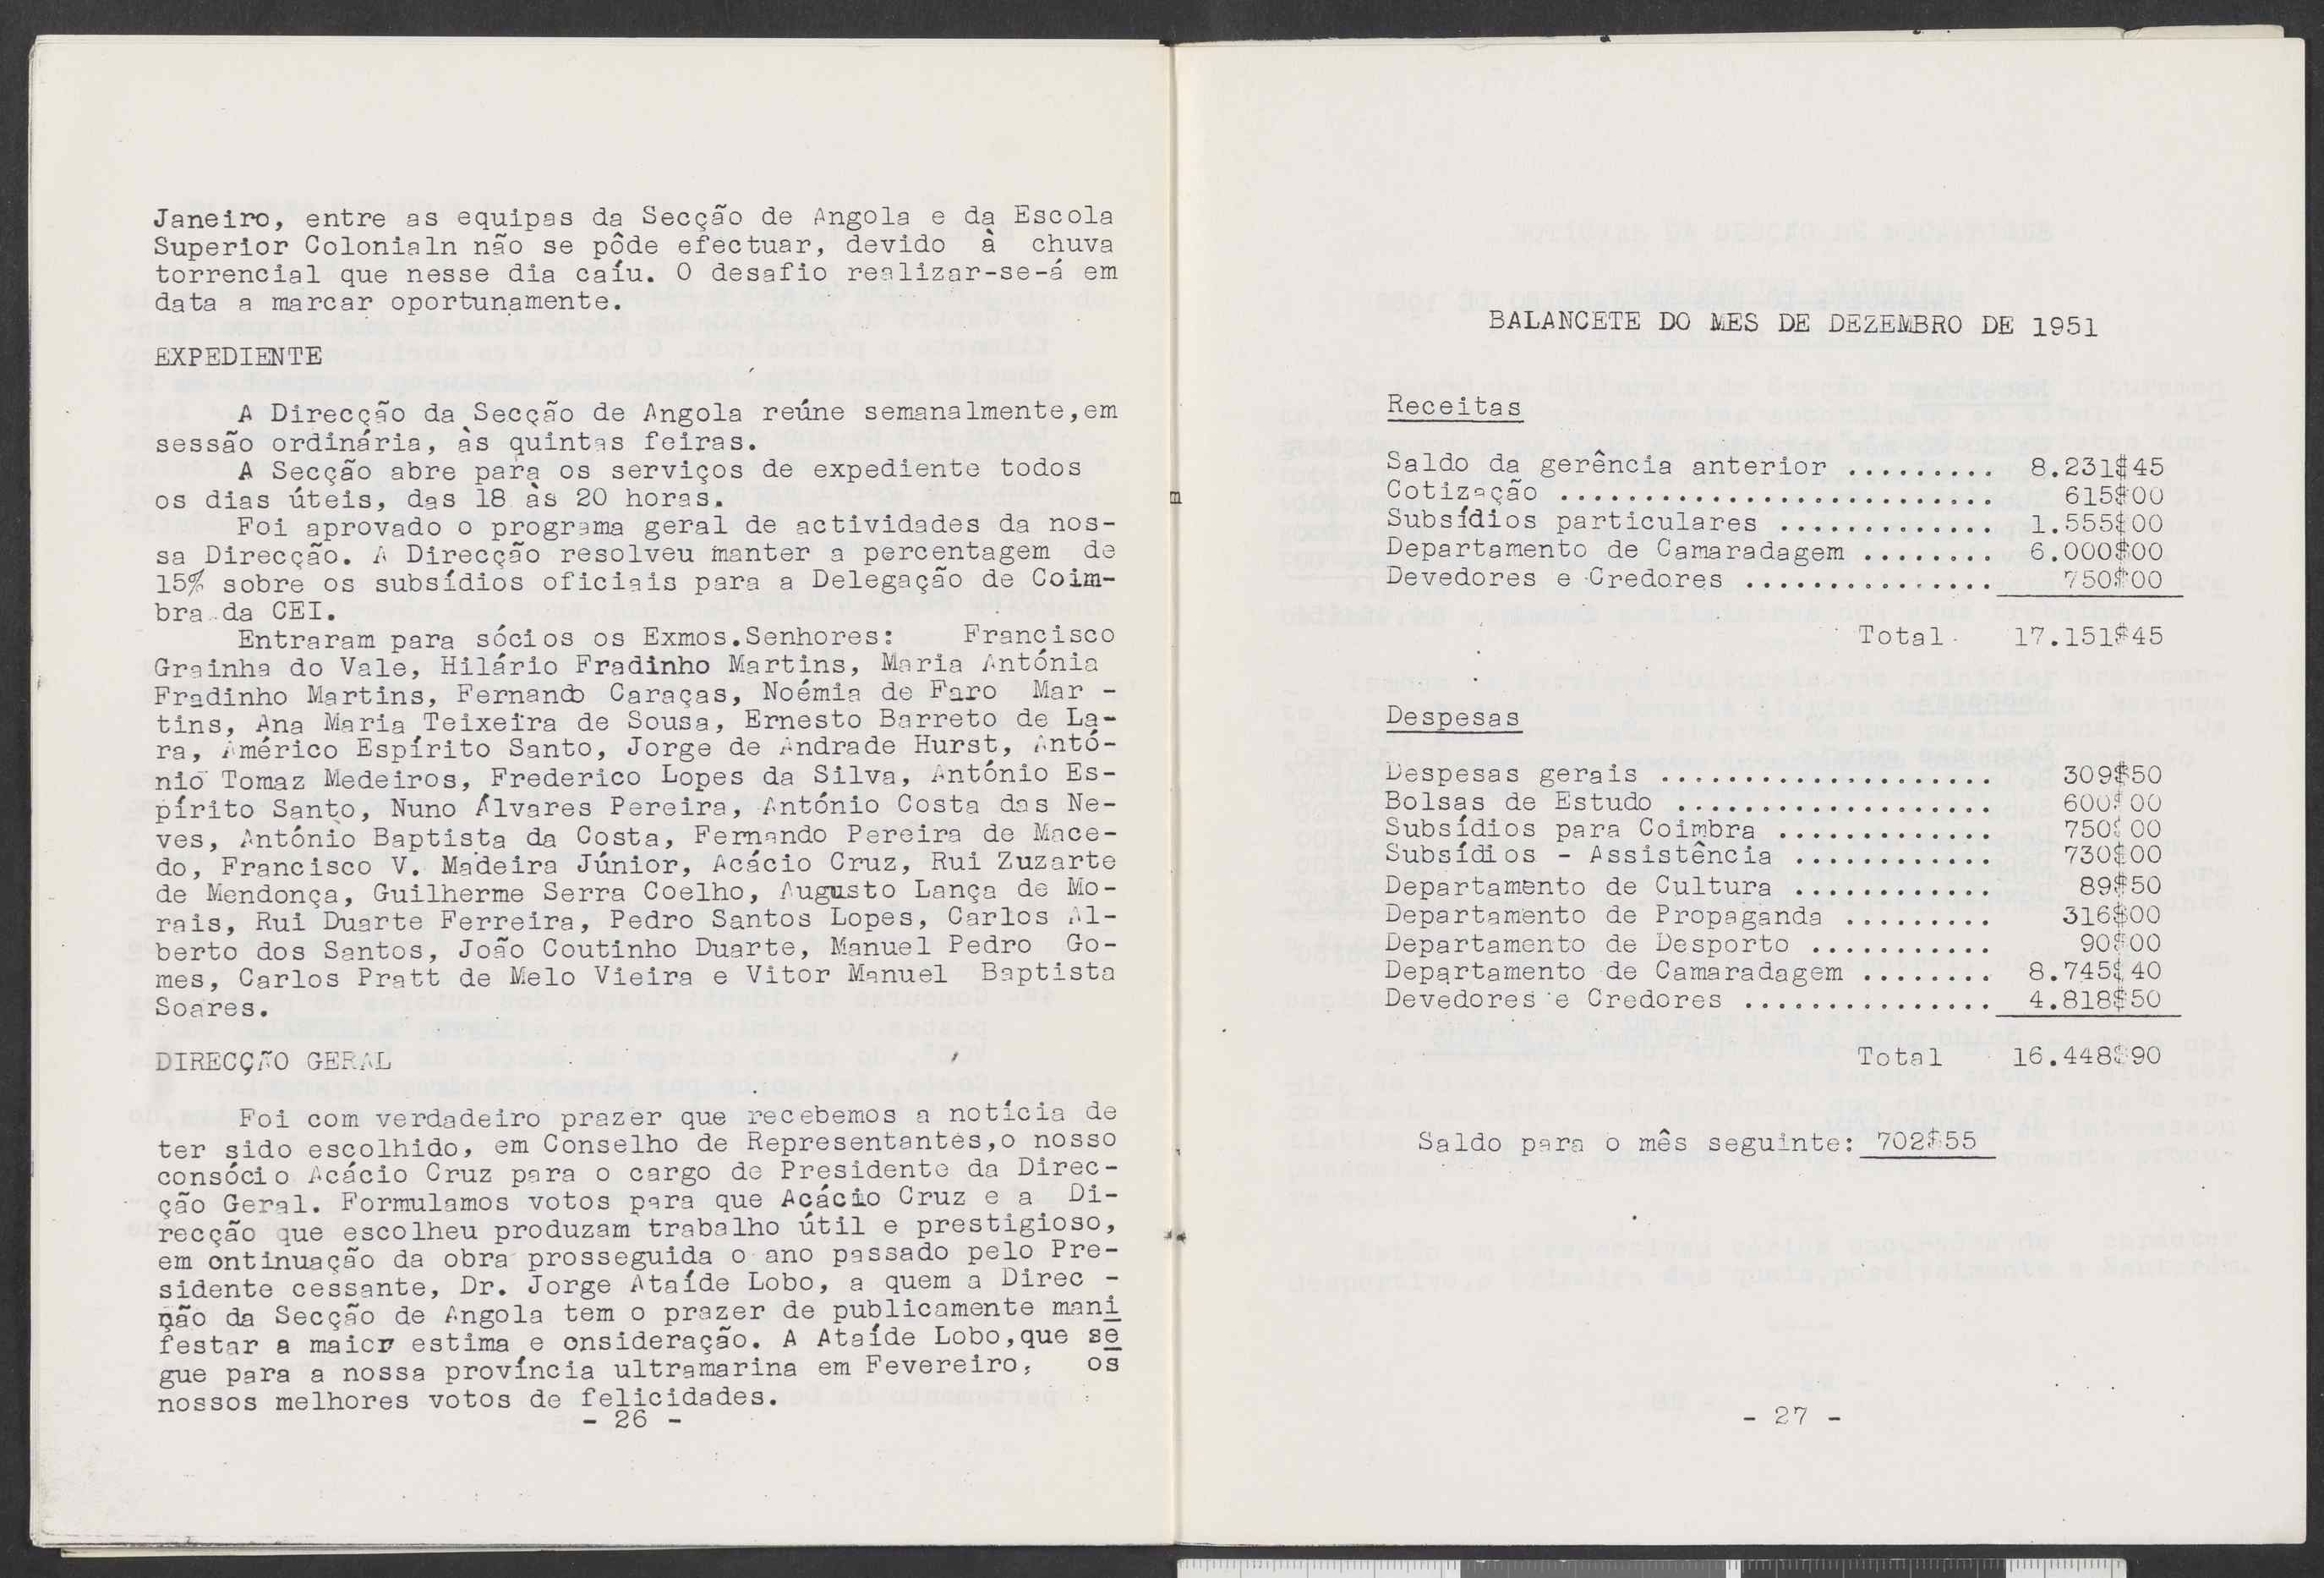 Janeiro, entre as equipas da Secção de Angola e da Escola
Superior Colonialn não se pôde efectuar, devido à chuva
torrencial que nesse dia caíu. O desafio realizar-se-á em
data a marcar oportunamente.
EXPEDIENTE
A Direcção da Secção de Angola reúne semanalmente,em
sessão ordinária, às quintas feiras.
A Secção abre para os serviços de expediente todos
os dias úteis, das 18 às 20 horas.
Foi aprovado o programa geral de actividades da nos-
sa Direcção. A Direcção resolveu manter a percentagem de
15% sobre os subsídios oficiais para a Delegação de Coim-
bra da CEI.
Entraram para sócios os Exmos.Senhores: Francisco
Grainha do Vale, Hilário Fradinho Martins, Maria Antónia
Fradinho Martins, Fernando Caraças, Noémia de Faro Mar -
tins, Ana Maria Teixeira de Sousa, Ernesto Barreto de La-
ra, Américo Espírito Santo, Jorge de Andrade Hurst, Antó-
nio Tomaz Medeiros, Frederico Lopes da Silva, António Es-
pírito Santo, Nuno Álvares Pereira, António Costa das Ne-
ves, António Baptista da Costa, Fernando Pereira de Mace-
do, Francisco V. Madeira Júnior, Acácio Cruz, Rui Zuzarte
de Mendonça, Guilherme Serra Coelho, Augusto Lança de Mo-
rais, Rui Duarte Ferreira, Pedro Santos Lopes, Carlos Al-
berto dos Santos, João Coutinho Duarte, Manuel Pedro Go-
mes, Carlos Pratt de Melo Vieira e Vitor Manuel Baptista
Soares.
DIRECÇÃO GERAL
Foi com verdadeiro prazer que recebemos a notícia de
ter sido escolhido, em Conselho de Representantes,o nosso
consócio Acácio Cruz para o cargo de Presidente da Direc-
ção Geral. Formulamos votos para que Acácio Cruz e a Di-
recção que escolheu produzam trabalho útil e prestigioso,
em ontinuação da obra prosseguida o ano passado pelo Pre-
sidente cessante, Dr. Jorge Ataíde Lobo, a quem a Direc -
ção da Secção de Angola tem o prazer de publicamente mani
festar a maior estima e onsideração. A Ataíde Lobo,que se
gue para a nossa província ultramarina em Fevereiro, os
nossos melhores votos de felicidades.
- 26 -
BALANCETE DO MES DE DEZEMBRO DE 1951
Receitas
Saldo da gerência anterior ......... 8.231$45
Cotização .......................... 615$00
Subsídios particulares ............. 1.555$00
Departamento de Camaradagem ........ 6.000$00
Devedores e Credores ............... 750$00
Total 17.151$45
Despesas
Despesas gerais .................... 309$50
Bolsas de Estudo ................... 600$00
Subsídios para Coimbra ............. 750$00
Subsídios - Assistência ............ 730$00
Departamento de Cultura ............ 89$50
Departamento de Propaganda ......... 316$00
Departamento de Desporto ........... 90$00
Departamento de Camaradagem ........ 8.745$40
Devedores e Credores ............... 4.818$50
Total 16.448$90
Saldo para o mês seguinte: 702$55
- 27 -